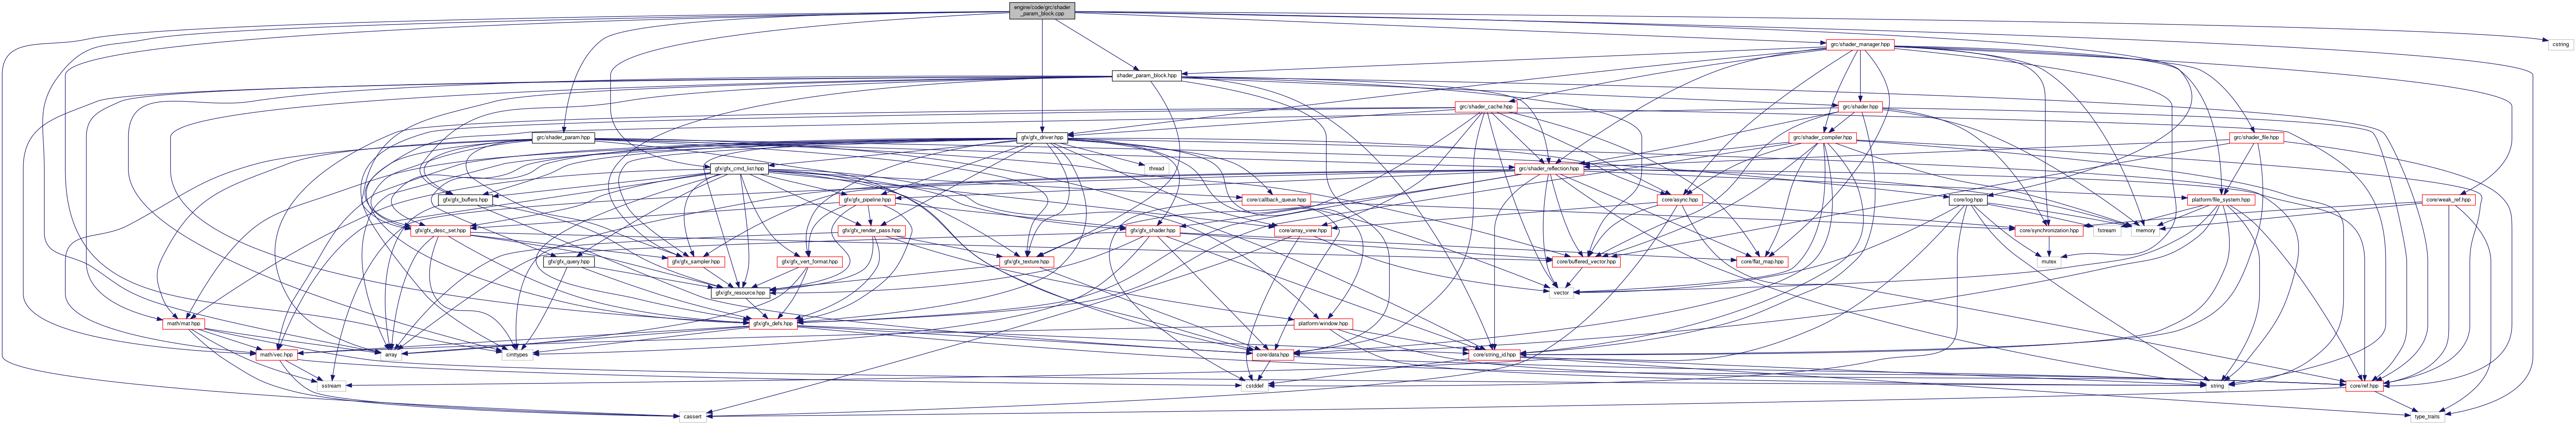 engine/code/grc/shader
_param_block.cpp
grc/shader_manager.hpp
cstring
shader_param_block.hpp
grc/shader_cache.hpp
grc/shader.hpp
grc/shader_param.hpp
gfx/gfx_driver.hpp
grc/shader_compiler.hpp
grc/shader_file.hpp
gfx/gfx_cmd_list.hpp
thread
grc/shader_reflection.hpp
gfx/gfx_buffers.hpp
gfx/gfx_pipeline.hpp
core/callback_queue.hpp
core/async.hpp
core/log.hpp
platform/file_system.hpp
core/weak_ref.hpp
gfx/gfx_desc_set.hpp
gfx/gfx_render_pass.hpp
gfx/gfx_shader.hpp
core/array_view.hpp
core/synchronization.hpp
fstream
memory
gfx/gfx_query.hpp
gfx/gfx_sampler.hpp
gfx/gfx_vert_format.hpp
gfx/gfx_texture.hpp
core/buffered_vector.hpp
core/flat_map.hpp
mutex
gfx/gfx_resource.hpp
vector
math/mat.hpp
gfx/gfx_defs.hpp
platform/window.hpp
math/vec.hpp
array
cinttypes
core/data.hpp
core/string_id.hpp
sstream
cstddef
string
core/ref.hpp
cassert
type_traits